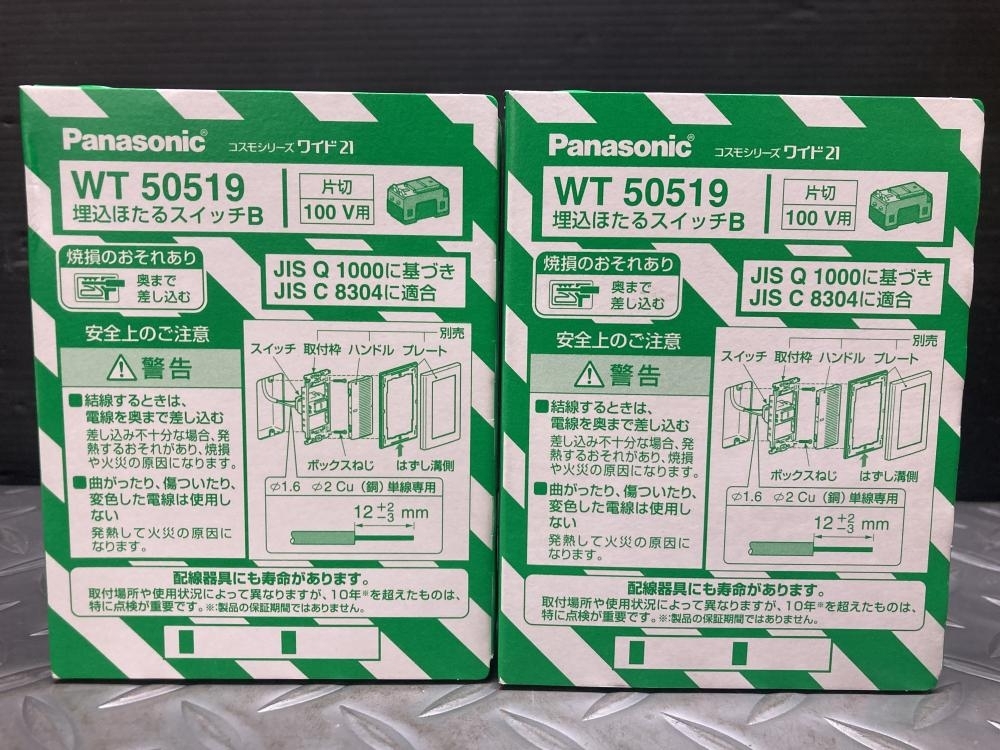 Panasonic® コスモシリーズ ワイド21
WT 50519
埋込ほたるスイッチB
片切
100 V用
焼損のおそれあり
奥まで
差し込む
JIS Q 1000に基づき
JIS C 8304に適合
安全上のご注意
警告
■結線するときは、
電線を奥まで差し込む
差し込み不十分な場合、発
熱するおそれがあり、焼損
や火災の原因になります。
■曲がったり、傷ついたり、
変色した電線は使用し
ない
発熱して火災の原因に
なります。
別売
スイッチ 取付枠 ハンドル プレート
ボックスねじ はずし溝側
φ1.6 φ2 Cu（銅）単線専用
12 +2 -3 mm
配線器具にも寿命があります。
取付場所や使用状況によって異なりますが、10年※を超えたものは、
特に点検が重要です。※:製品の保証期間ではありません。
Panasonic® コスモシリーズ ワイド21
WT 50519
埋込ほたるスイッチB
片切
100 V用
焼損のおそれあり
奥まで
差し込む
JIS Q 1000に基づき
JIS C 8304に適合
安全上のご注意
警告
■結線するときは、
電線を奥まで差し込む
差し込み不十分な場合、発
熱するおそれがあり、焼損
や火災の原因になります。
■曲がったり、傷ついたり、
変色した電線は使用し
ない
発熱して火災の原因に
なります。
別売
スイッチ 取付枠 ハンドル プレート
ボックスねじ はずし溝側
φ1.6 φ2 Cu（銅）単線専用
12 +2 -3 mm
配線器具にも寿命があります。
取付場所や使用状況によって異なりますが、10年※を超えたものは、
特に点検が重要です。※:製品の保証期間ではありません。